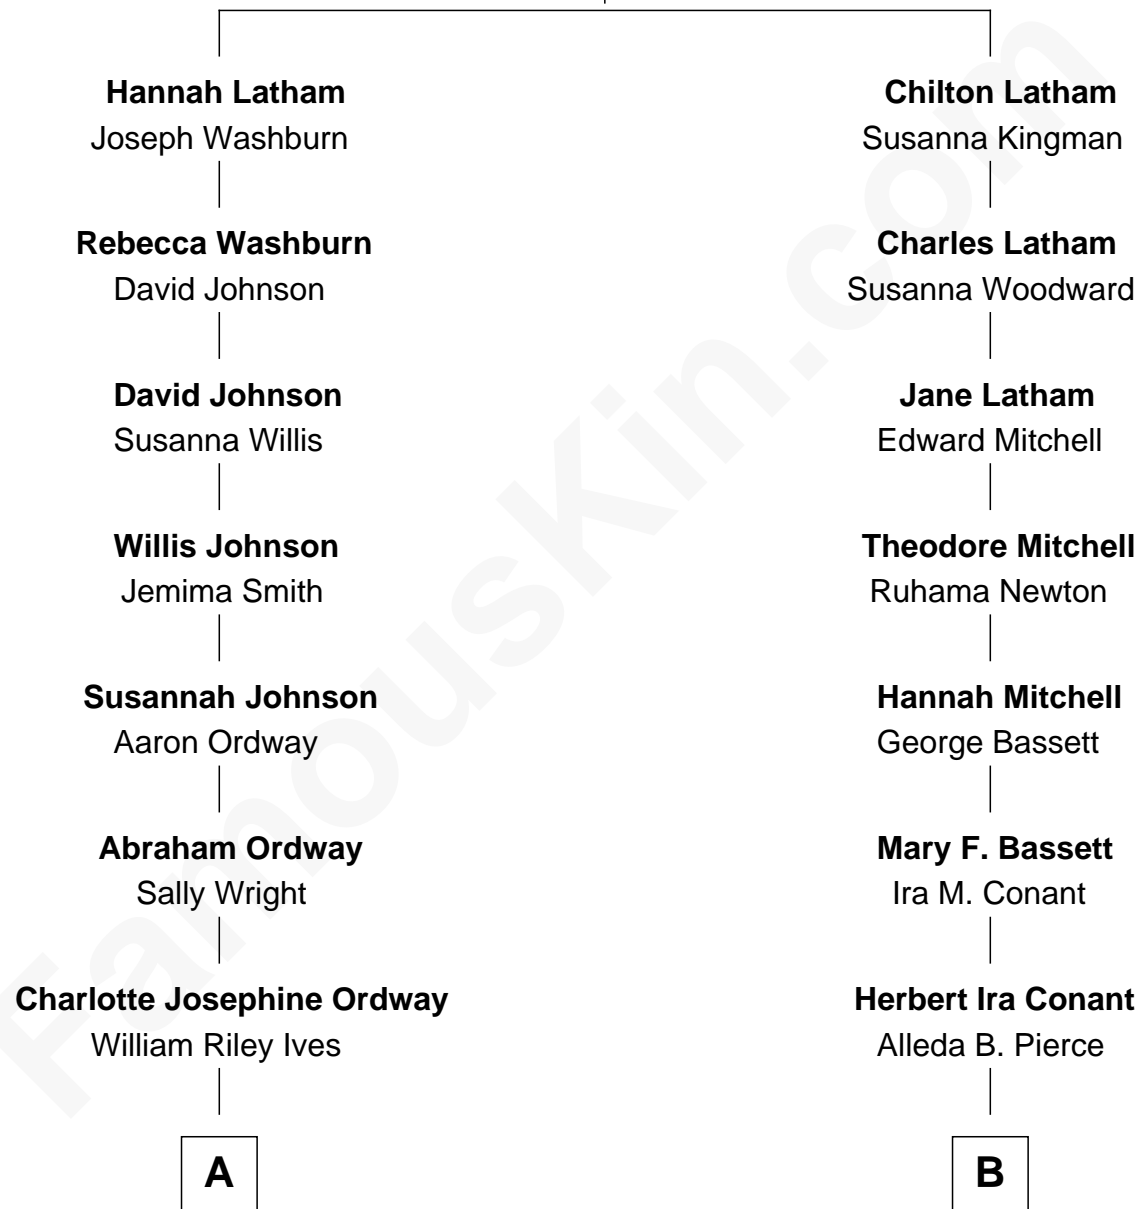 Hannah Latham
Joseph Washburn
Rebecca Washburn
David Johnson
David Johnson
Susanna Willis
Willis Johnson
Jemima Smith
Susannah Johnson
Aaron Ordway
Abraham Ordway
Sally Wright
Charlotte Josephine Ordway
William Riley Ives
A
Chilton Latham
Susanna Kingman
Charles Latham
Susanna Woodward
Jane Latham
Edward Mitchell
Theodore Mitchell
Ruhama Newton
Hannah Mitchell
George Bassett
Mary F. Bassett
Ira M. Conant
Herbert Ira Conant
Alleda B. Pierce
B
FamousKin.com